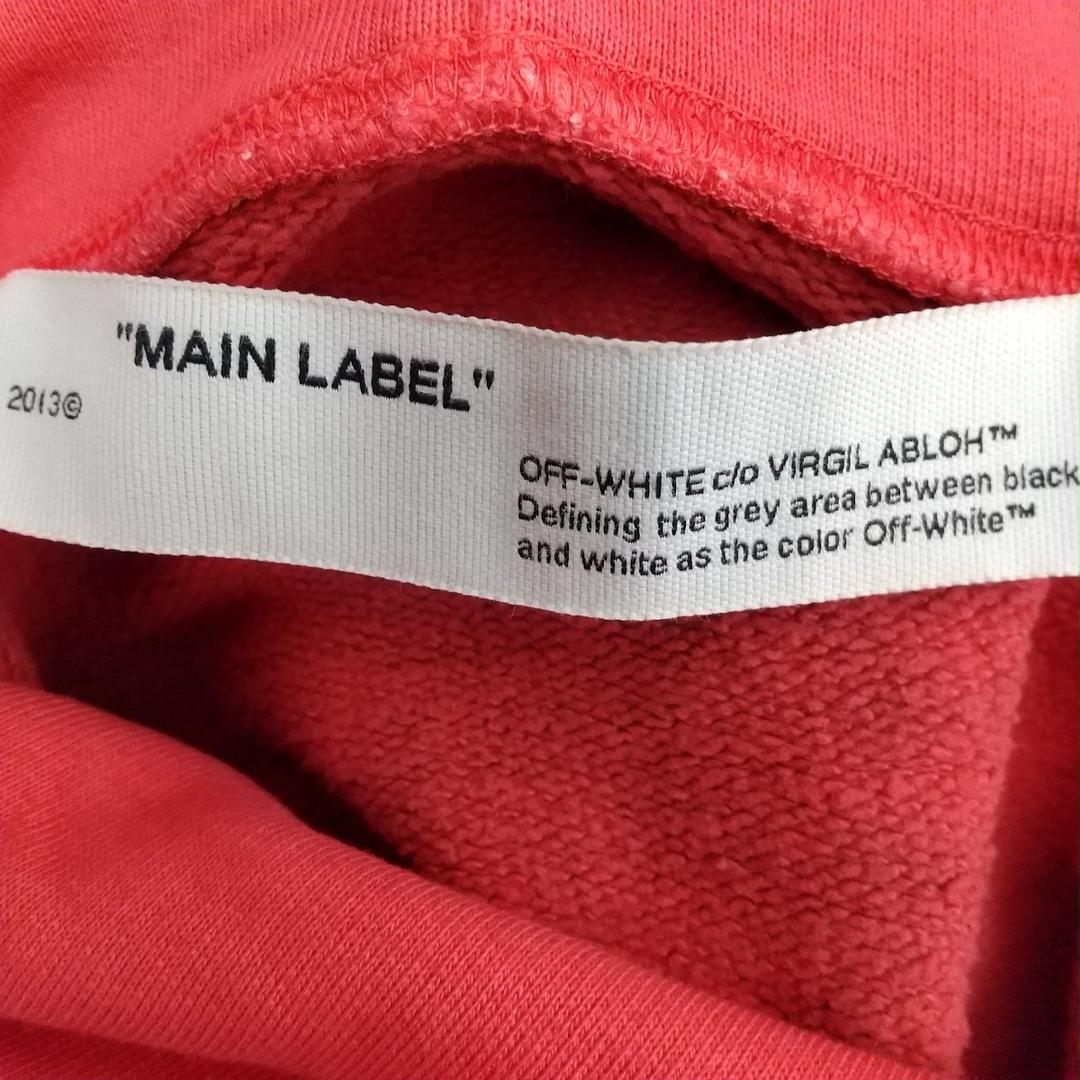 "MAIN LABEL"
2013©
OFF-WHITE c/o VIRGIL ABLOH™
Defining the grey area between black
and white as the color Off-White™